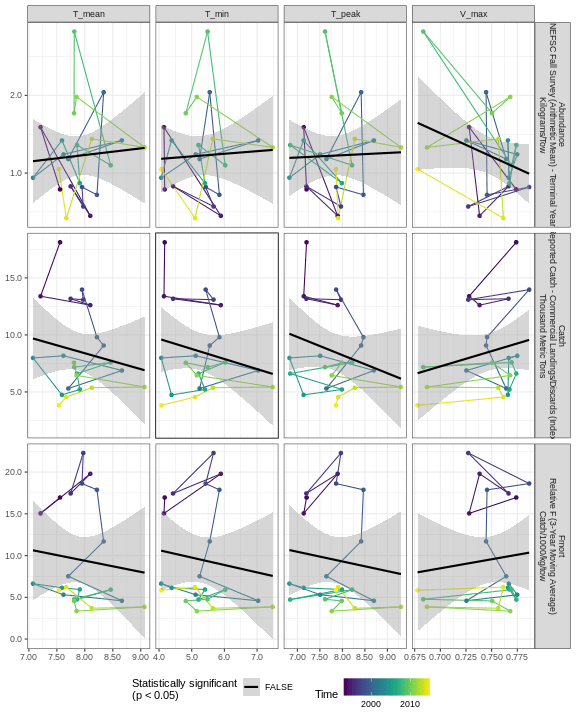 T_mean T_min T_peak V_max
2.0
1.0
NEFSC Fall Survey (Arithmetic Mean) - Terminal Year
Abundance
Kilograms/tow
15.0
10.0
5.0
Catch
Reported Catch - Commercial Landings/Discards (Index
Thousand Metric Tons
20.0
15.0
10.0
5.0
0.0
Fmort
Relative F (3-Year Moving Average)
Catch/1000/kg/tow
7.00 7.50 8.00 8.50 9.00 4.0 5.0 6.0 7.0 7.00 7.50 8.00 8.50 9.00 0.675 0.700 0.725 0.750 0.775
Statistically significant
(p < 0.05)
FALSE
Time
2000 2010